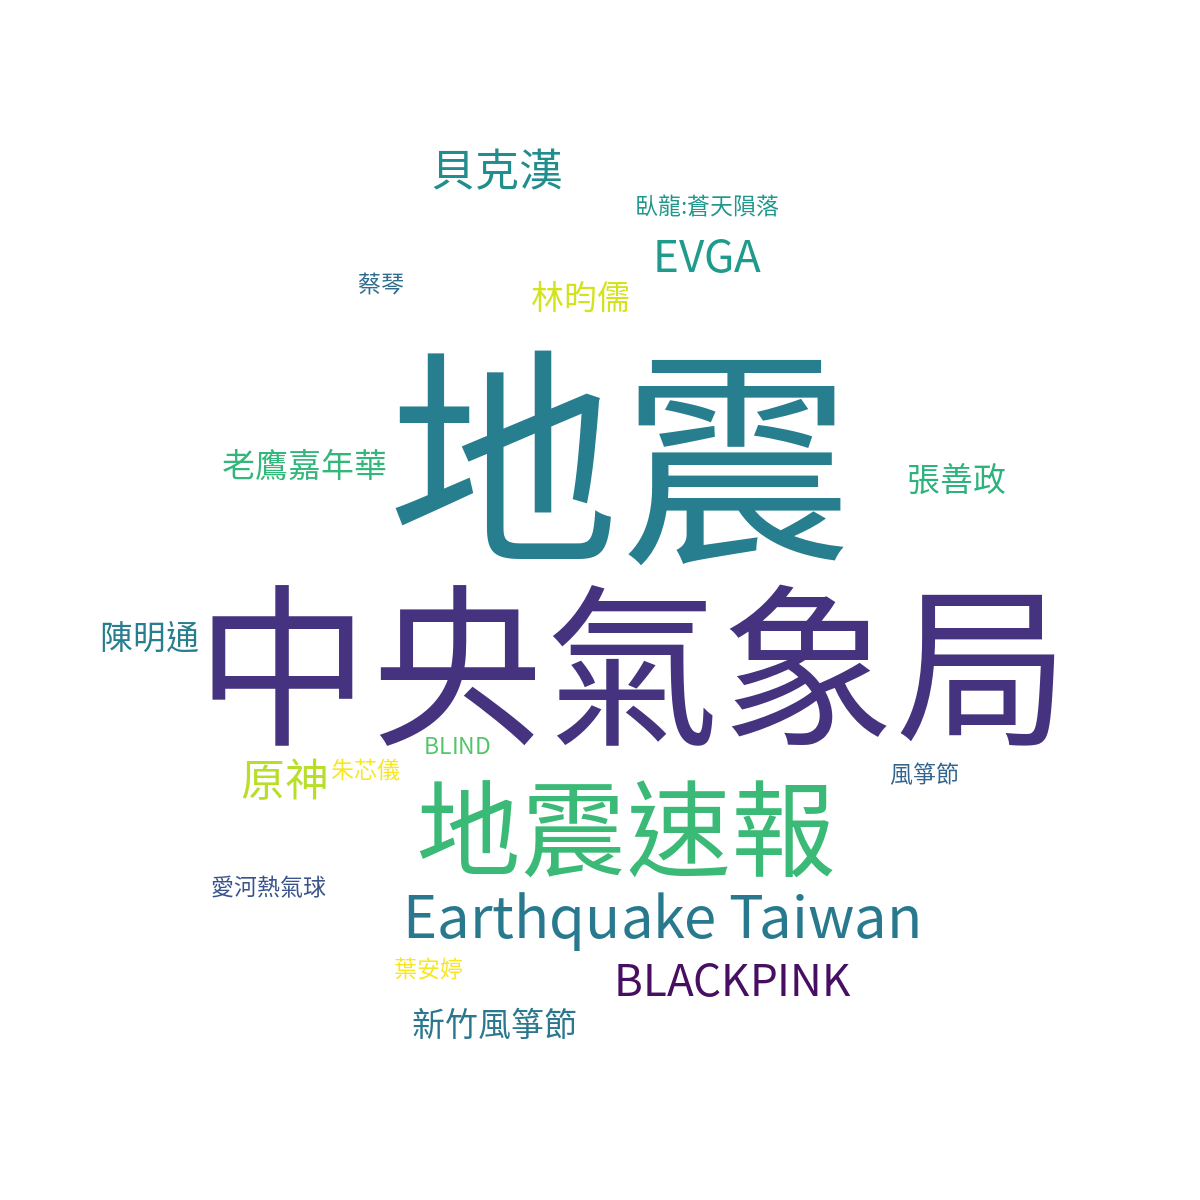 貝克漢
臥龍:蒼天隕落
EVGA
蔡琴
林昀儒
地震
老鷹嘉年華
張善政
中央氣象局
陳明通
BLIND
原神
朱芯儀
風箏節
地震速報
愛河熱氣球
Earthquake Taiwan
葉安婷
BLACKPINK
新竹風箏節